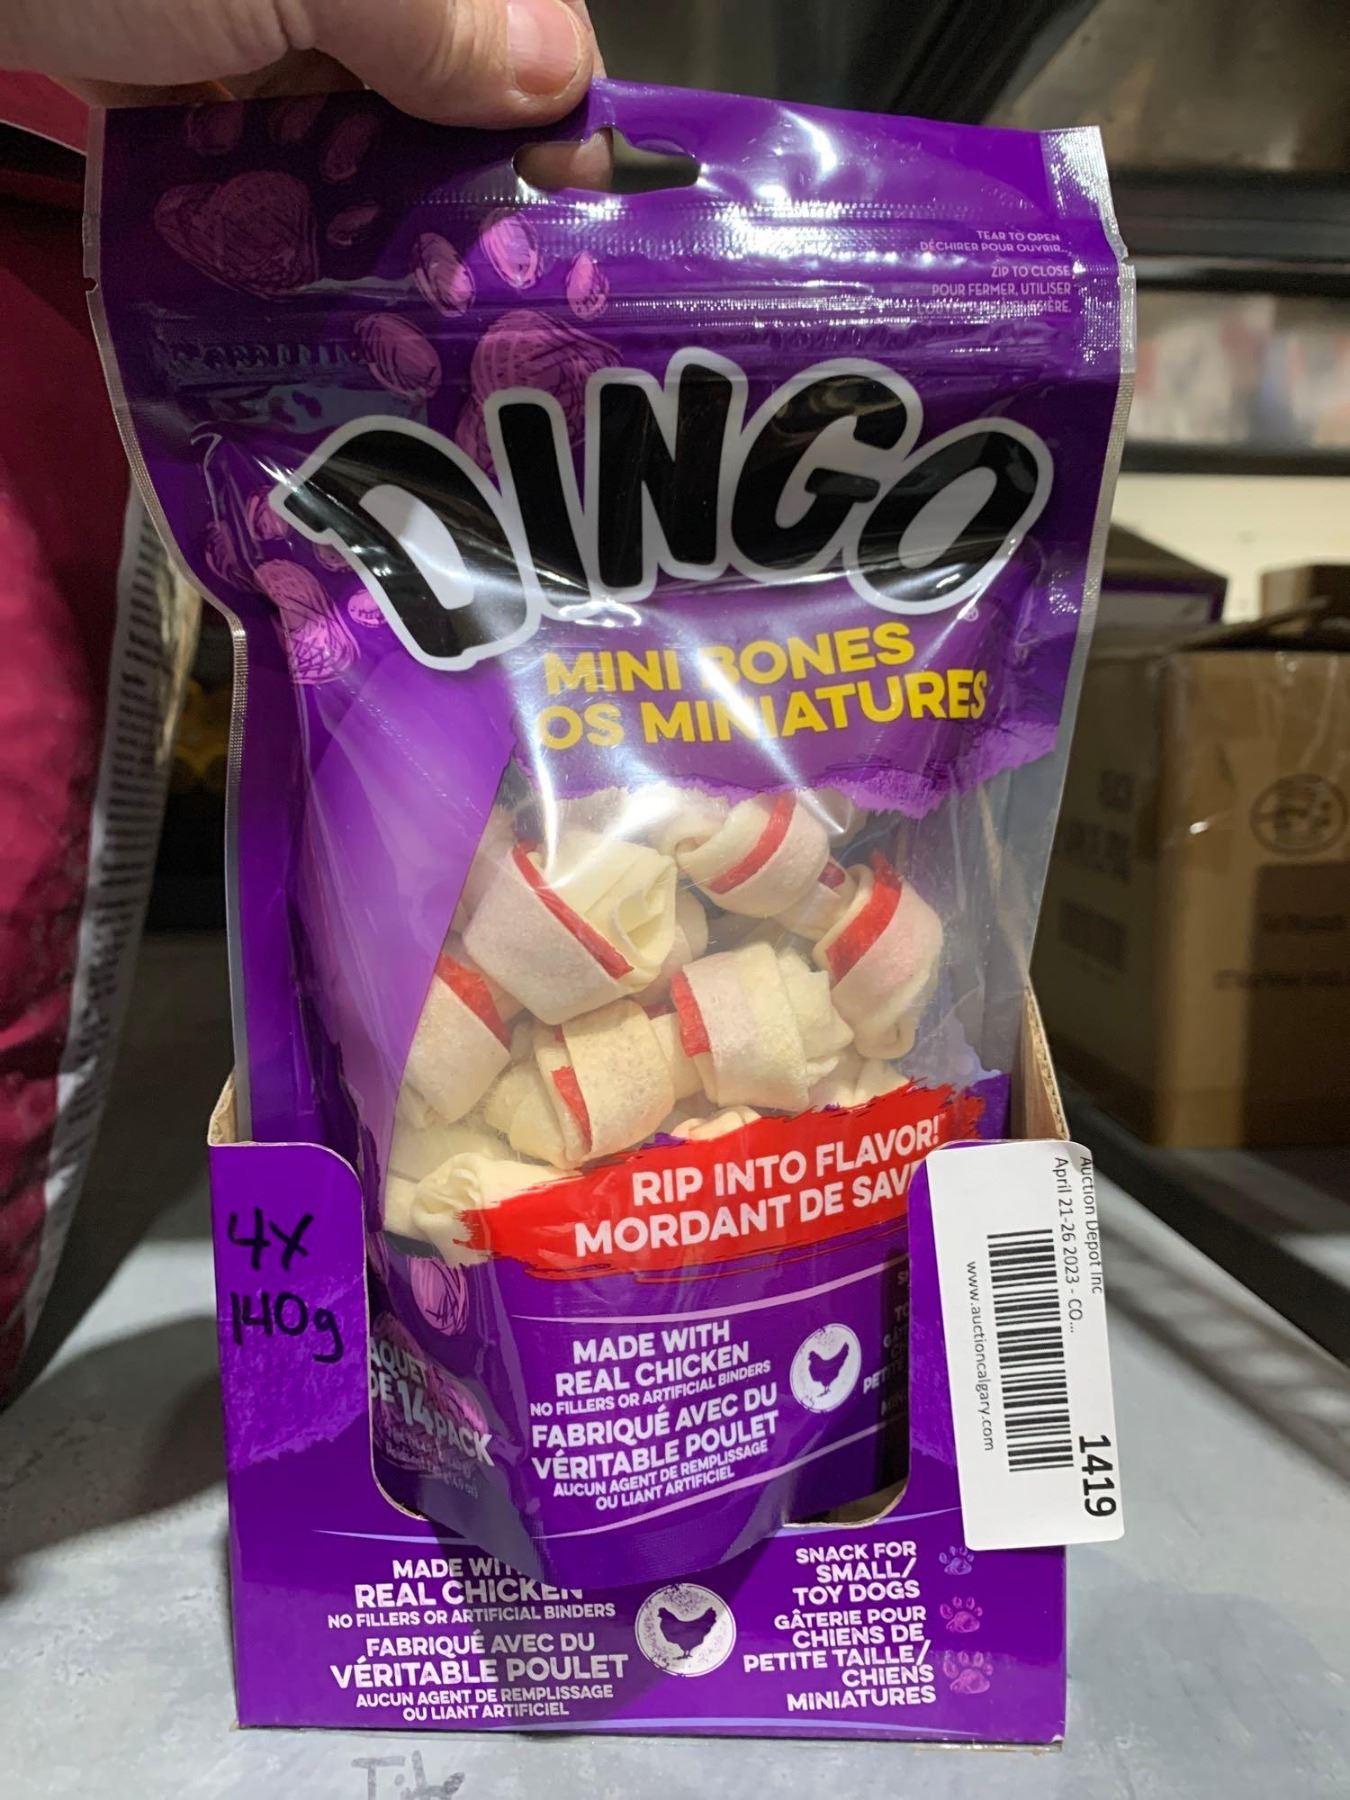 TEAR TO OPEN
DÉCHIRER POUR OUVRIR
ZIP TO CLOSE
POUR FERMER, UTILISER
DINGO
®
MINI BONES
OS MINIATURES
RIP INTO FLAVOR!
MORDANT DE
4X
140g
DE 14 PACK
MADE WITH
REAL CHICKEN
NO FILLERS OR ARTIFICIAL BINDERS
FABRIQUÉ AVEC DU
VÉRITABLE POULET
AUCUN AGENT DE REMPLISSAGE
OU LIANT ARTIFICIEL
Auction Depot Inc
April 21-26 2023 - CO...
www.auctioncalgary.com
1419
MADE
REAL CHICKEN
NO FILLERS OR ARTIFICIAL BINDERS
FABRIQUÉ AVEC DU
VÉRITABLE POULET
AUCUN AGENT DE REMPLISSAGE
OU LIANT ARTIFICIEL
SNACK FOR
SMALL/
TOY DOGS
GÂTERIE POUR
CHIENS DE
PETITE TAILLE/
CHIENS
MINIATURES